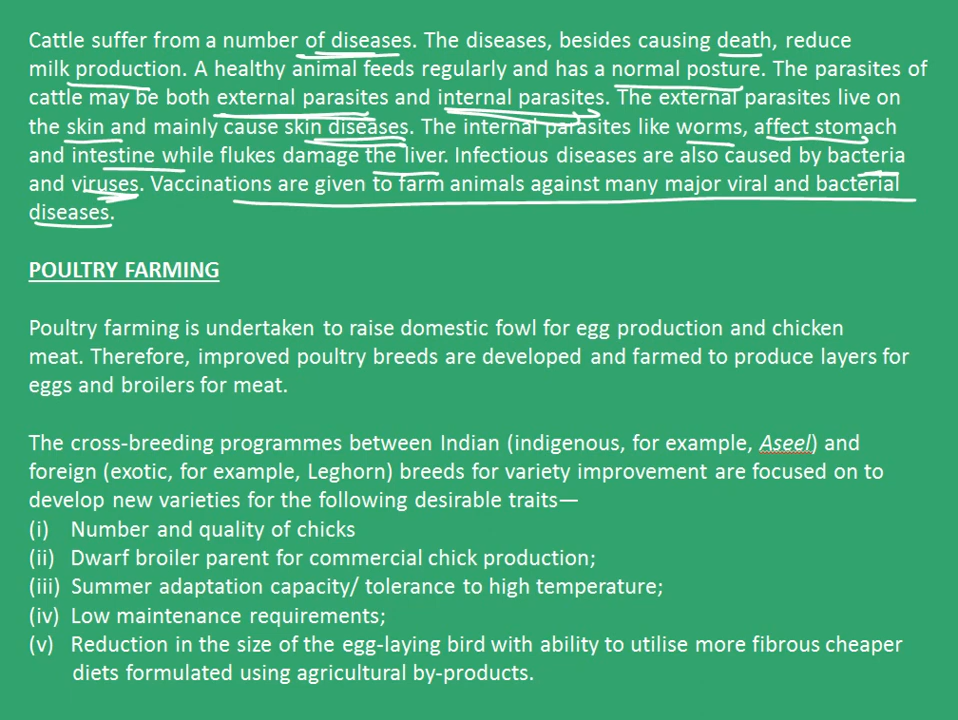 Cattle suffer from a number of diseases. The diseases, besides causing death, reduce
milk production. A healthy animal feeds regularly and has a normal posture. The parasites of
cattle may be both external parasites and internal parasites. The external parasites live on
the skin and mainly cause skin diseases. The internal parasites like worms, affect stomach
and intestine while flukes damage the liver. Infectious diseases are also caused by bacteria
and viruses. Vaccinations are given to farm animals against many major viral and bacterial
diseases.
POULTRY FARMING
Poultry farming is undertaken to raise domestic fowl for egg production and chicken
meat. Therefore, improved poultry breeds are developed and farmed to produce layers for
eggs and broilers for meat.
The cross-breeding programmes between Indian (indigenous, for example, Aseel) and
foreign (exotic, for example, Leghorn) breeds for variety improvement are focused on to
develop new varieties for the following desirable traits—
(i) Number and quality of chicks
(ii) Dwarf broiler parent for commercial chick production;
(iii) Summer adaptation capacity/ tolerance to high temperature;
(iv) Low maintenance requirements;
(v) Reduction in the size of the egg-laying bird with ability to utilise more fibrous cheaper
diets formulated using agricultural by-products.